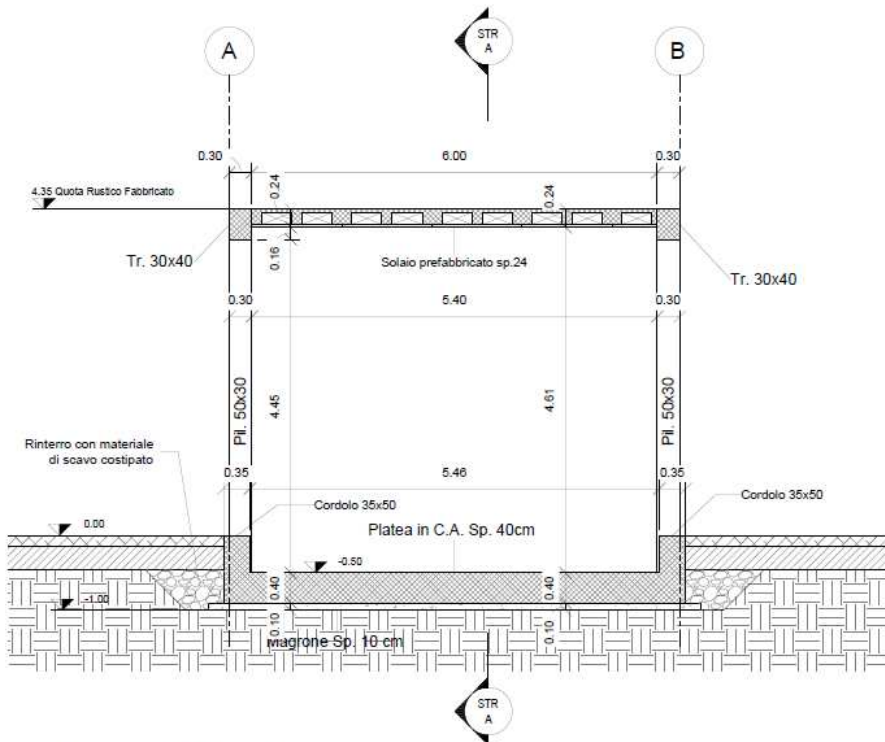 A
STR
A
B
0.30
6.00
0.30
4.35 Quota Rustico Fabbricato
0.24
0.24
Tr. 30x40
0.16
Solaio prefabbricato sp.24
Tr. 30x40
0.30
5.40
0.30
Pil. 50x30
4.45
4.61
Pil. 50x30
Rinterro con materiale
di scavo costipato
0.35
5.46
0.35
Cordolo 35x50
Cordolo 35x50
0.00
Platea in C.A. Sp. 40cm
-0.50
0.40
0.40
-1.00
0.10
0.10
Magrone Sp. 10 cm
STR
A